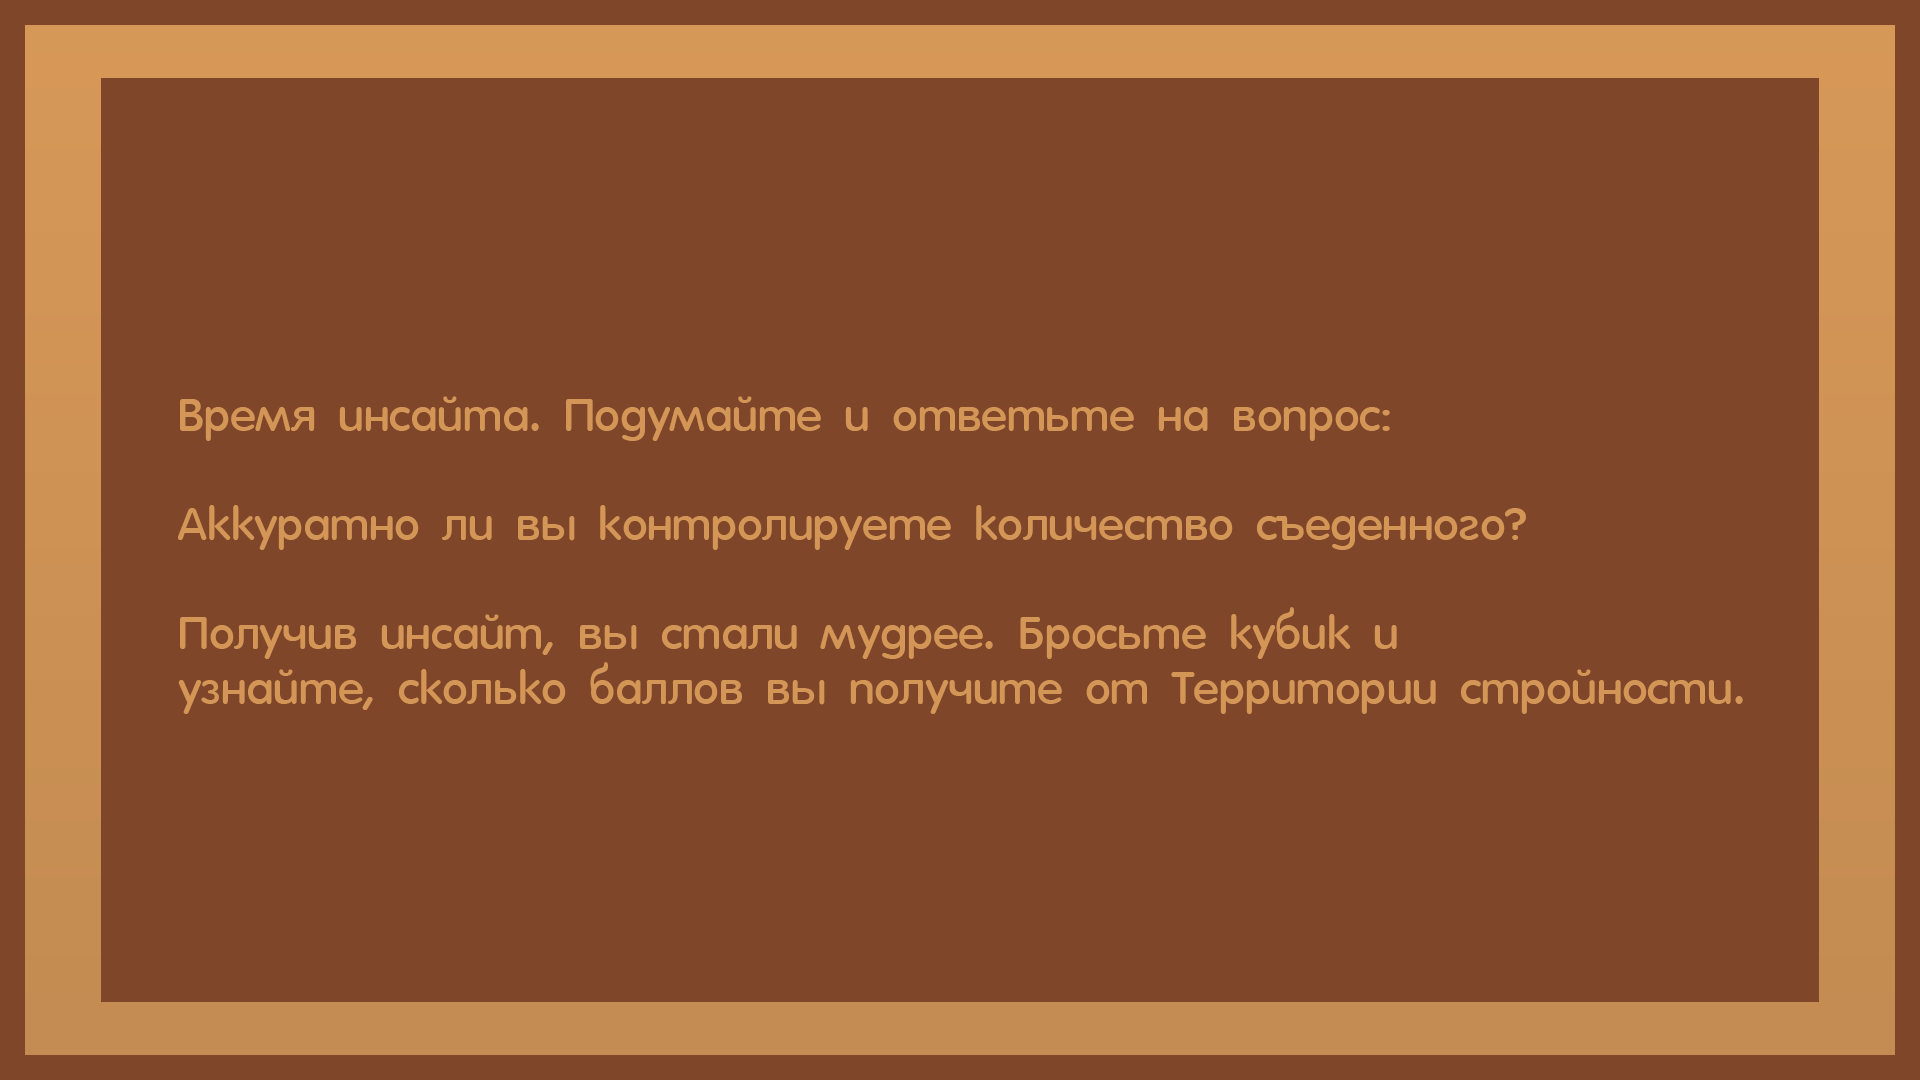 Время инсайта. Подумайте и ответьте на вопрос:
Аккуратно ли вы контролируете количество съеденного?
Получив инсайт, вы стали мудрее. Бросьте кубик и
узнайте, сколько баллов вы получите от Территории стройности.